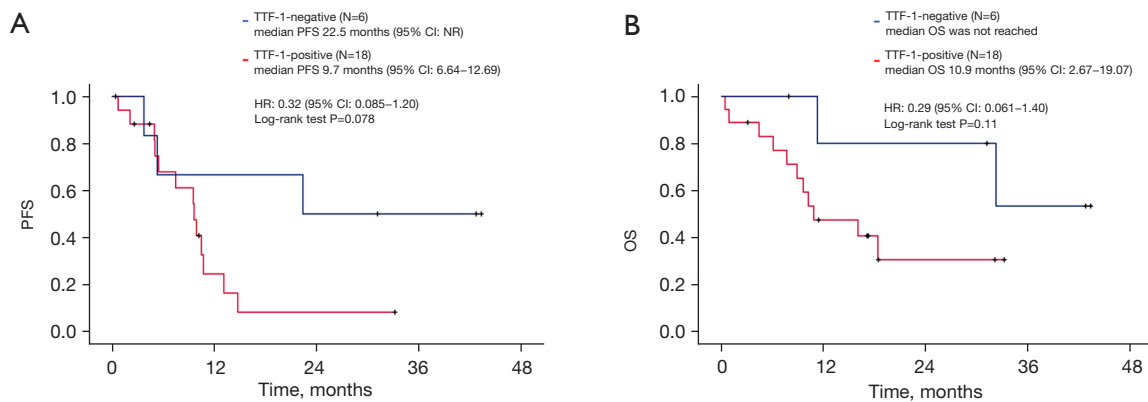 A
TTF-1-negative (N=6)
median PFS 22.5 months (95% CI: NR)
TTF-1-positive (N=18)
median PFS 9.7 months (95% CI: 6.64–12.69)
HR: 0.32 (95% CI: 0.085–1.20)
Log-rank test P=0.078
1.0
0.8
0.6
0.4
0.2
0.0
PFS
0 12 24 36 48
Time, months
B
TTF-1-negative (N=6)
median OS was not reached
TTF-1-positive (N=18)
median OS 10.9 months (95% CI: 2.67–19.07)
HR: 0.29 (95% CI: 0.061–1.40)
Log-rank test P=0.11
1.0
0.8
0.6
0.4
0.2
0.0
OS
0 12 24 36 48
Time, months